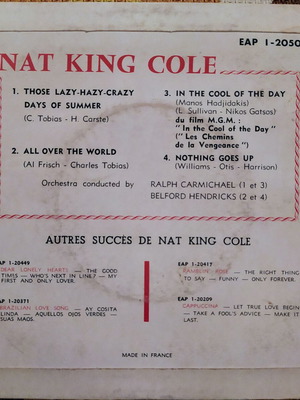 EAP 1-2050
NAT KING COLE
1. THOSE LAZY-HAZY-CRAZY
DAYS OF SUMMER
(C. Tobias - H. Carste)
2. ALL OVER THE WORLD
(Al Frisch - Charles Tobias)
3. IN THE COOL OF THE DAY
(Manos Hadjidakis)
(L. Sullivan - Nikos Gatsos)
du film M.G.M. :
" In the Cool of the Day "
(" Les Chemins
de la Vengeance ")
4. NOTHING GOES UP
(Williams - Otis - Harrison)
Orchestra conducted by
RALPH CARMICHAEL (1 et 3)
BELFORD HENDRICKS (2 et 4)
AUTRES SUCCÈS DE NAT KING COLE
EAP 1-20449
DEAR LONELY HEARTS — THE GOOD
TIMES — WHO'S NEXT IN LINE? — MY
FIRST AND ONLY LOVER.
EAP 1-20371
BRAZILIAN LOVE SONG — AY COSITA
LINDA — AQUELLOS OJOS VERDES —
SUAS MAOS.
EAP 1-20417
RAMBLIN' ROSE — THE RIGHT THING
TO SAY — FUNNY — ONLY FOREVER.
EAP 1-20209
CAPPUCCINA — LET TRUE LOVE BEGIN
— TAKE A FOOL'S ADVICE — MAKE IT
LAST.
MADE IN FRANCE